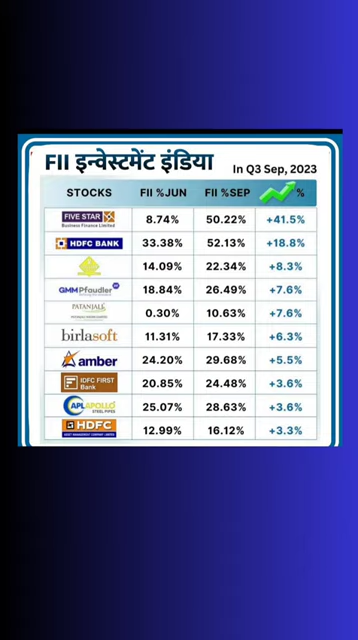 FII इन्वेस्टमेंट इंडिया
In Q3 Sep, 2023
STOCKS FII %JUN FII %SEP %
FIVE STAR
Business Finance Limited
8.74% 50.22% +41.5%
HDFC BANK 33.38% 52.13% +18.8%
14.09% 22.34% +8.3%
GMM Pfaudler 18.84% 26.49% +7.6%
PATANJALI 0.30% 10.63% +7.6%
birlasoft 11.31% 17.33% +6.3%
amber 24.20% 29.68% +5.5%
IDFC FIRST
Bank
20.85% 24.48% +3.6%
APL APOLLO
STEEL PIPES
25.07% 28.63% +3.6%
HDFC
ASSET MANAGEMENT COMPANY LIMITED
12.99% 16.12% +3.3%